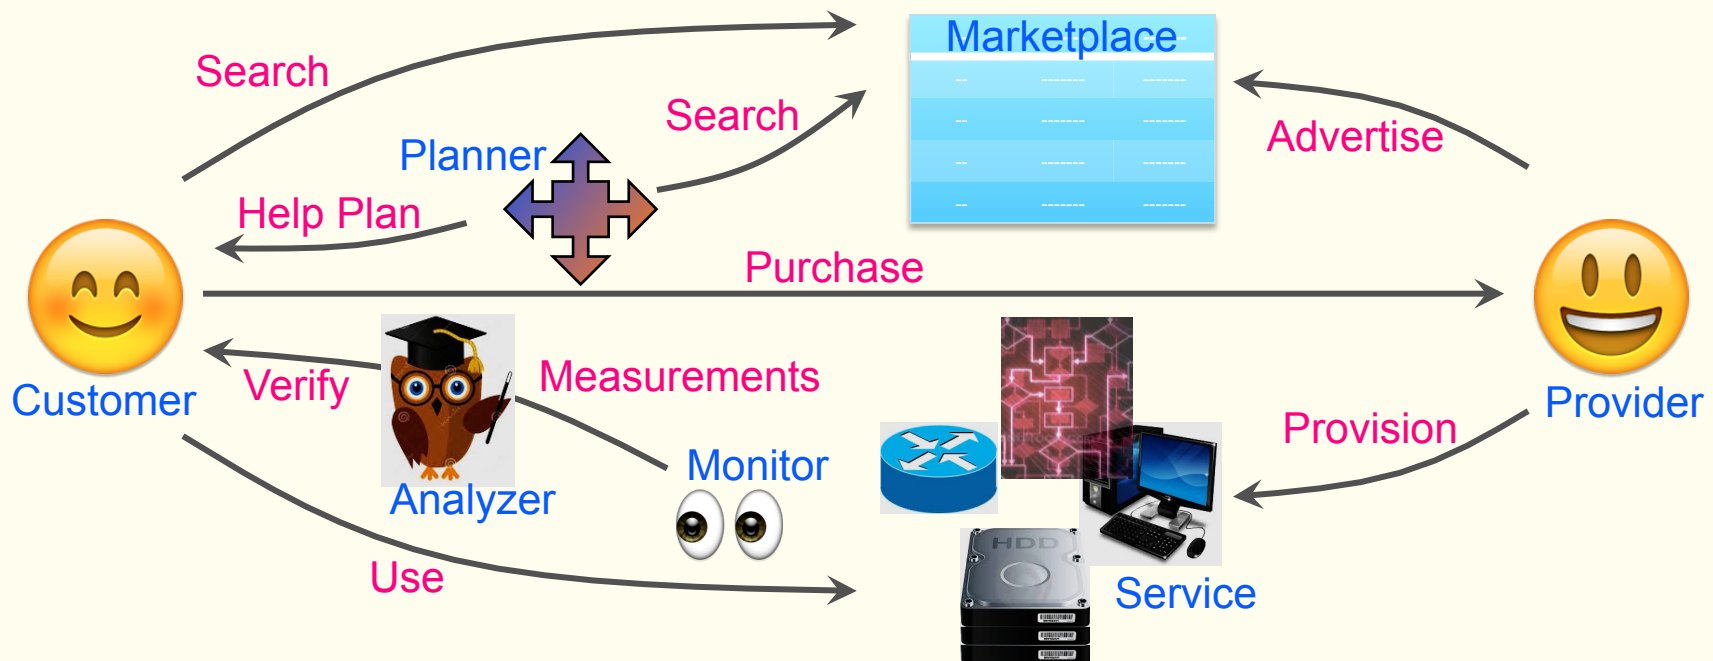 Marketplace
-- ------- -------
-- ------- -------
-- ------- -------
-- ------- -------
Search
Search
Advertise
Planner
Help Plan
Purchase
Customer
Verify
Measurements
Provider
Provision
Monitor
Analyzer
HDD
Use
Service